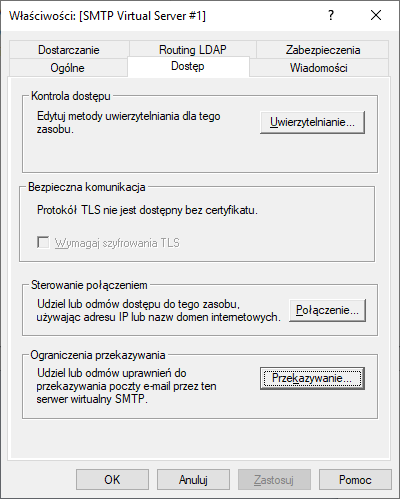 Właściwości: [SMTP Virtual Server #1]
?
Dostarczanie Routing LDAP Zabezpieczenia
Ogólne Dostęp Wiadomości
Kontrola dostępu
Edytuj metody uwierzytelniania dla tego
zasobu.
Uwierzytelnianie...
Bezpieczna komunikacja
Protokół TLS nie jest dostępny bez certyfikatu.
Wymagaj szyfrowania TLS
Sterowanie połączeniem
Udziel lub odmów dostępu do tego zasobu,
używając adresu IP lub nazw domen internetowych.
Połączenie...
Ograniczenia przekazywania
Udziel lub odmów uprawnień do
przekazywania poczty e-mail przez ten
serwer wirtualny SMTP.
Przekazywanie...
OK Anuluj Zastosuj Pomoc